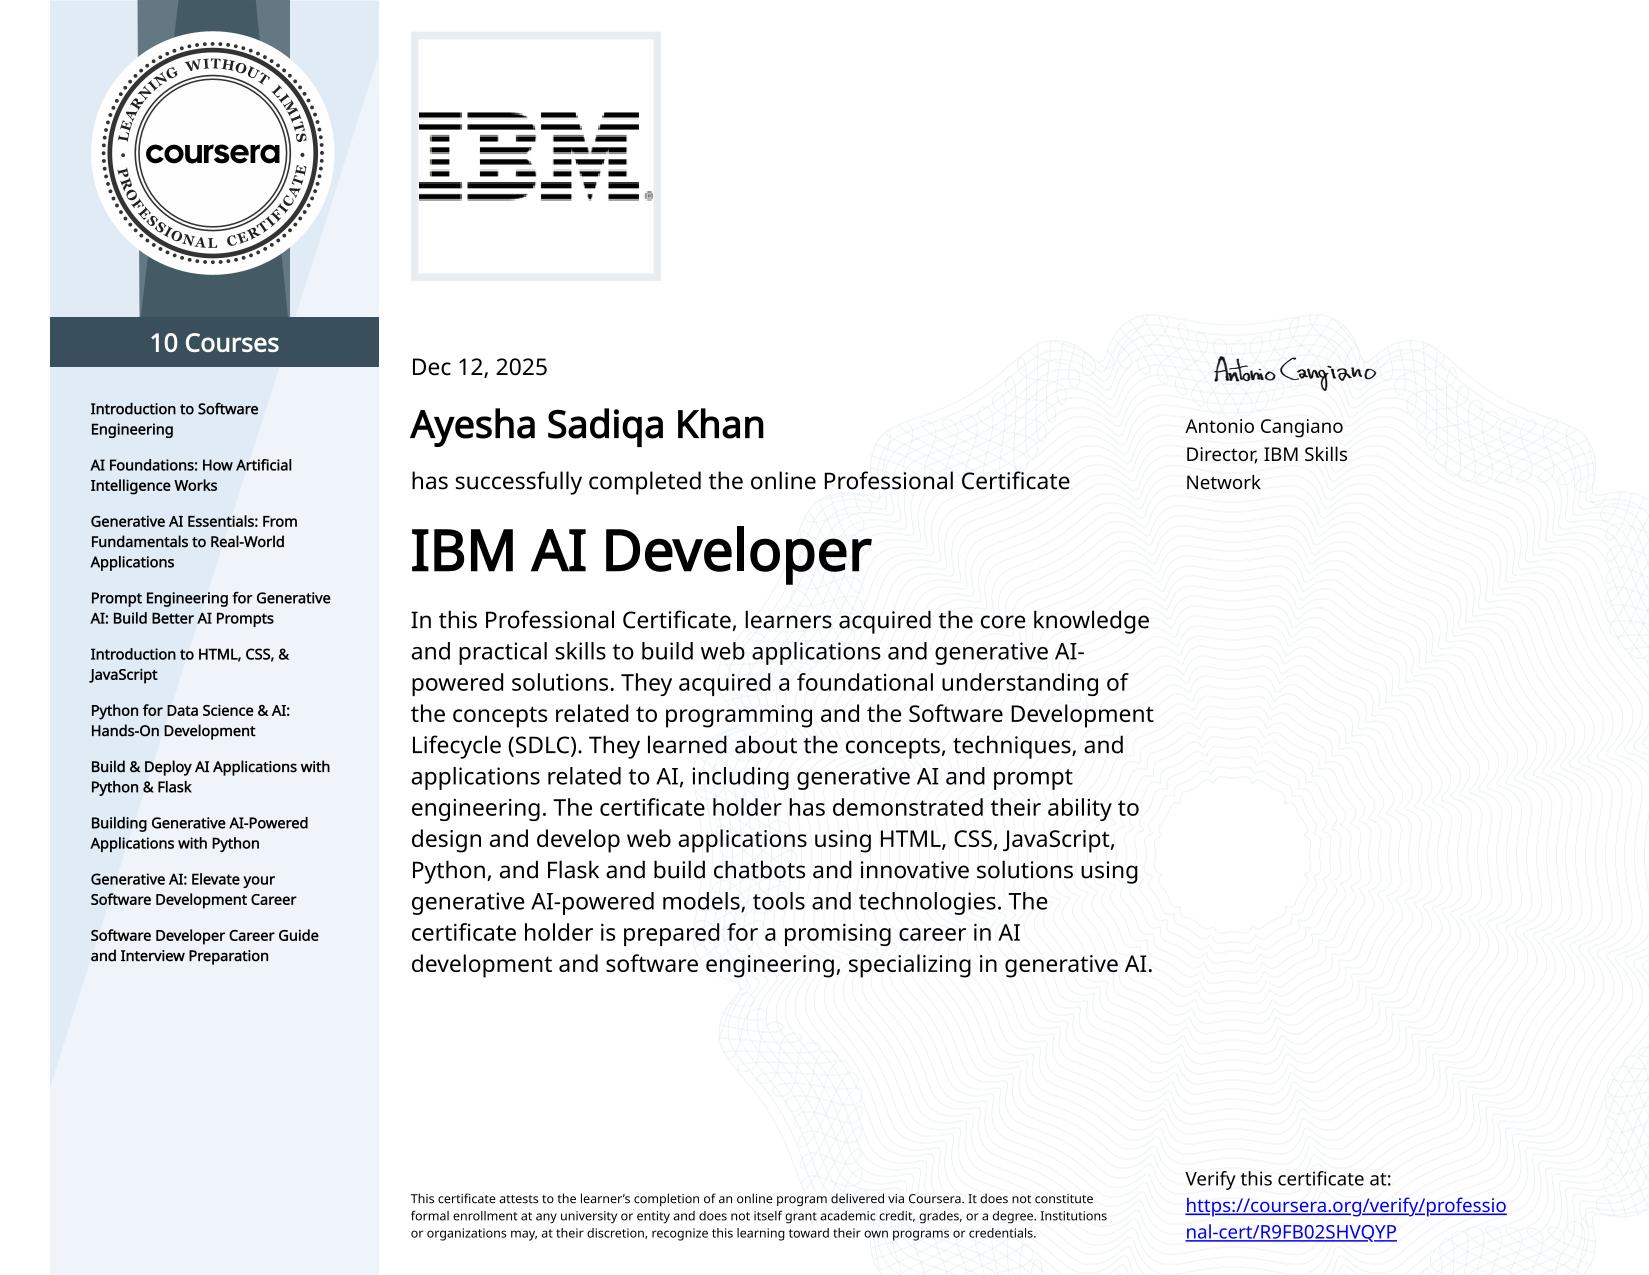 LEARNING WITHOUT LIMITS
coursera
PROFESSIONAL CERTIFICATE
IBM®
10 Courses
Introduction to Software
Engineering
AI Foundations: How Artificial
Intelligence Works
Generative AI Essentials: From
Fundamentals to Real-World
Applications
Prompt Engineering for Generative
AI: Build Better AI Prompts
Introduction to HTML, CSS, &
JavaScript
Python for Data Science & AI:
Hands-On Development
Build & Deploy AI Applications with
Python & Flask
Building Generative AI-Powered
Applications with Python
Generative AI: Elevate your
Software Development Career
Software Developer Career Guide
and Interview Preparation
Dec 12, 2025
Ayesha Sadiqa Khan
has successfully completed the online Professional Certificate
IBM AI Developer
In this Professional Certificate, learners acquired the core knowledge
and practical skills to build web applications and generative AI-
powered solutions. They acquired a foundational understanding of
the concepts related to programming and the Software Development
Lifecycle (SDLC). They learned about the concepts, techniques, and
applications related to AI, including generative AI and prompt
engineering. The certificate holder has demonstrated their ability to
design and develop web applications using HTML, CSS, JavaScript,
Python, and Flask and build chatbots and innovative solutions using
generative AI-powered models, tools and technologies. The
certificate holder is prepared for a promising career in AI
development and software engineering, specializing in generative AI.
Antonio Cangiano
Antonio Cangiano
Director, IBM Skills
Network
This certificate attests to the learner’s completion of an online program delivered via Coursera. It does not constitute
formal enrollment at any university or entity and does not itself grant academic credit, grades, or a degree. Institutions
or organizations may, at their discretion, recognize this learning toward their own programs or credentials.
Verify this certificate at:
https://coursera.org/verify/professio
nal-cert/R9FB02SHVQYP